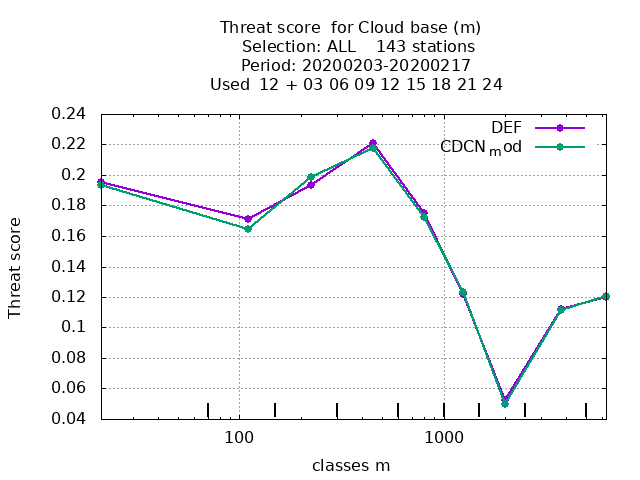 Threat score  for Cloud base (m)
Selection: ALL    143 stations
Period: 20200203-20200217
Used  12 + 03 06 09 12 15 18 21 24
DEF
CDCNmod
0.24
0.22
0.2
0.18
0.16
0.14
0.12
0.1
0.08
0.06
0.04
Threat score
100
1000
classes m